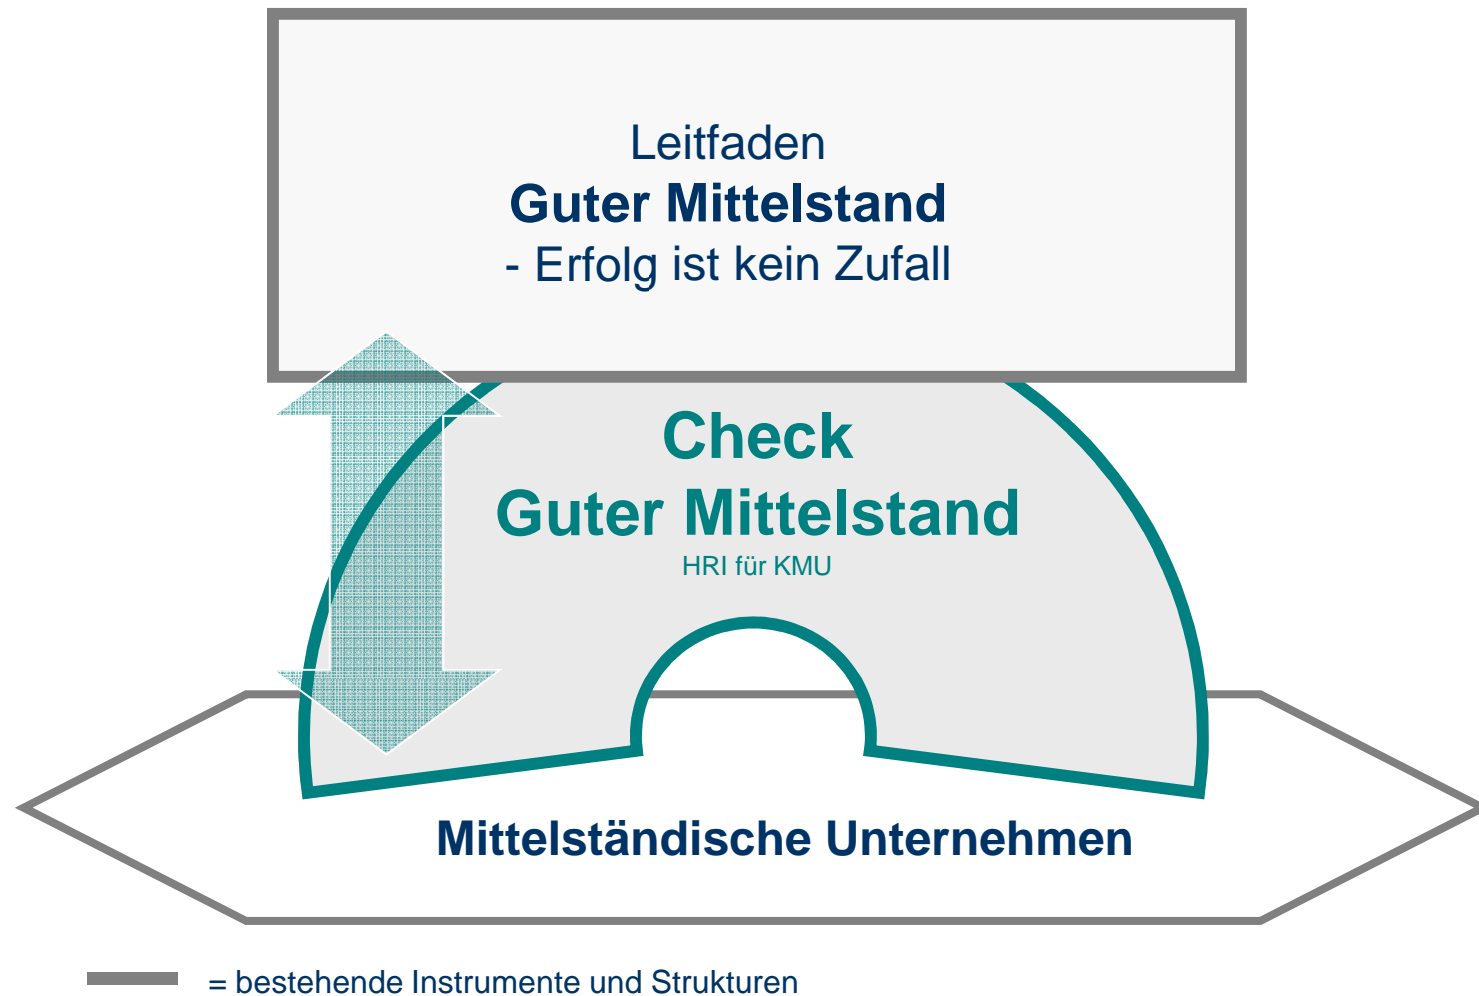 Leitfaden
Guter Mittelstand
- Erfolg ist kein Zufall
Check
Guter Mittelstand
HRI für KMU
Mittelständische Unternehmen
= bestehende Instrumente und Strukturen